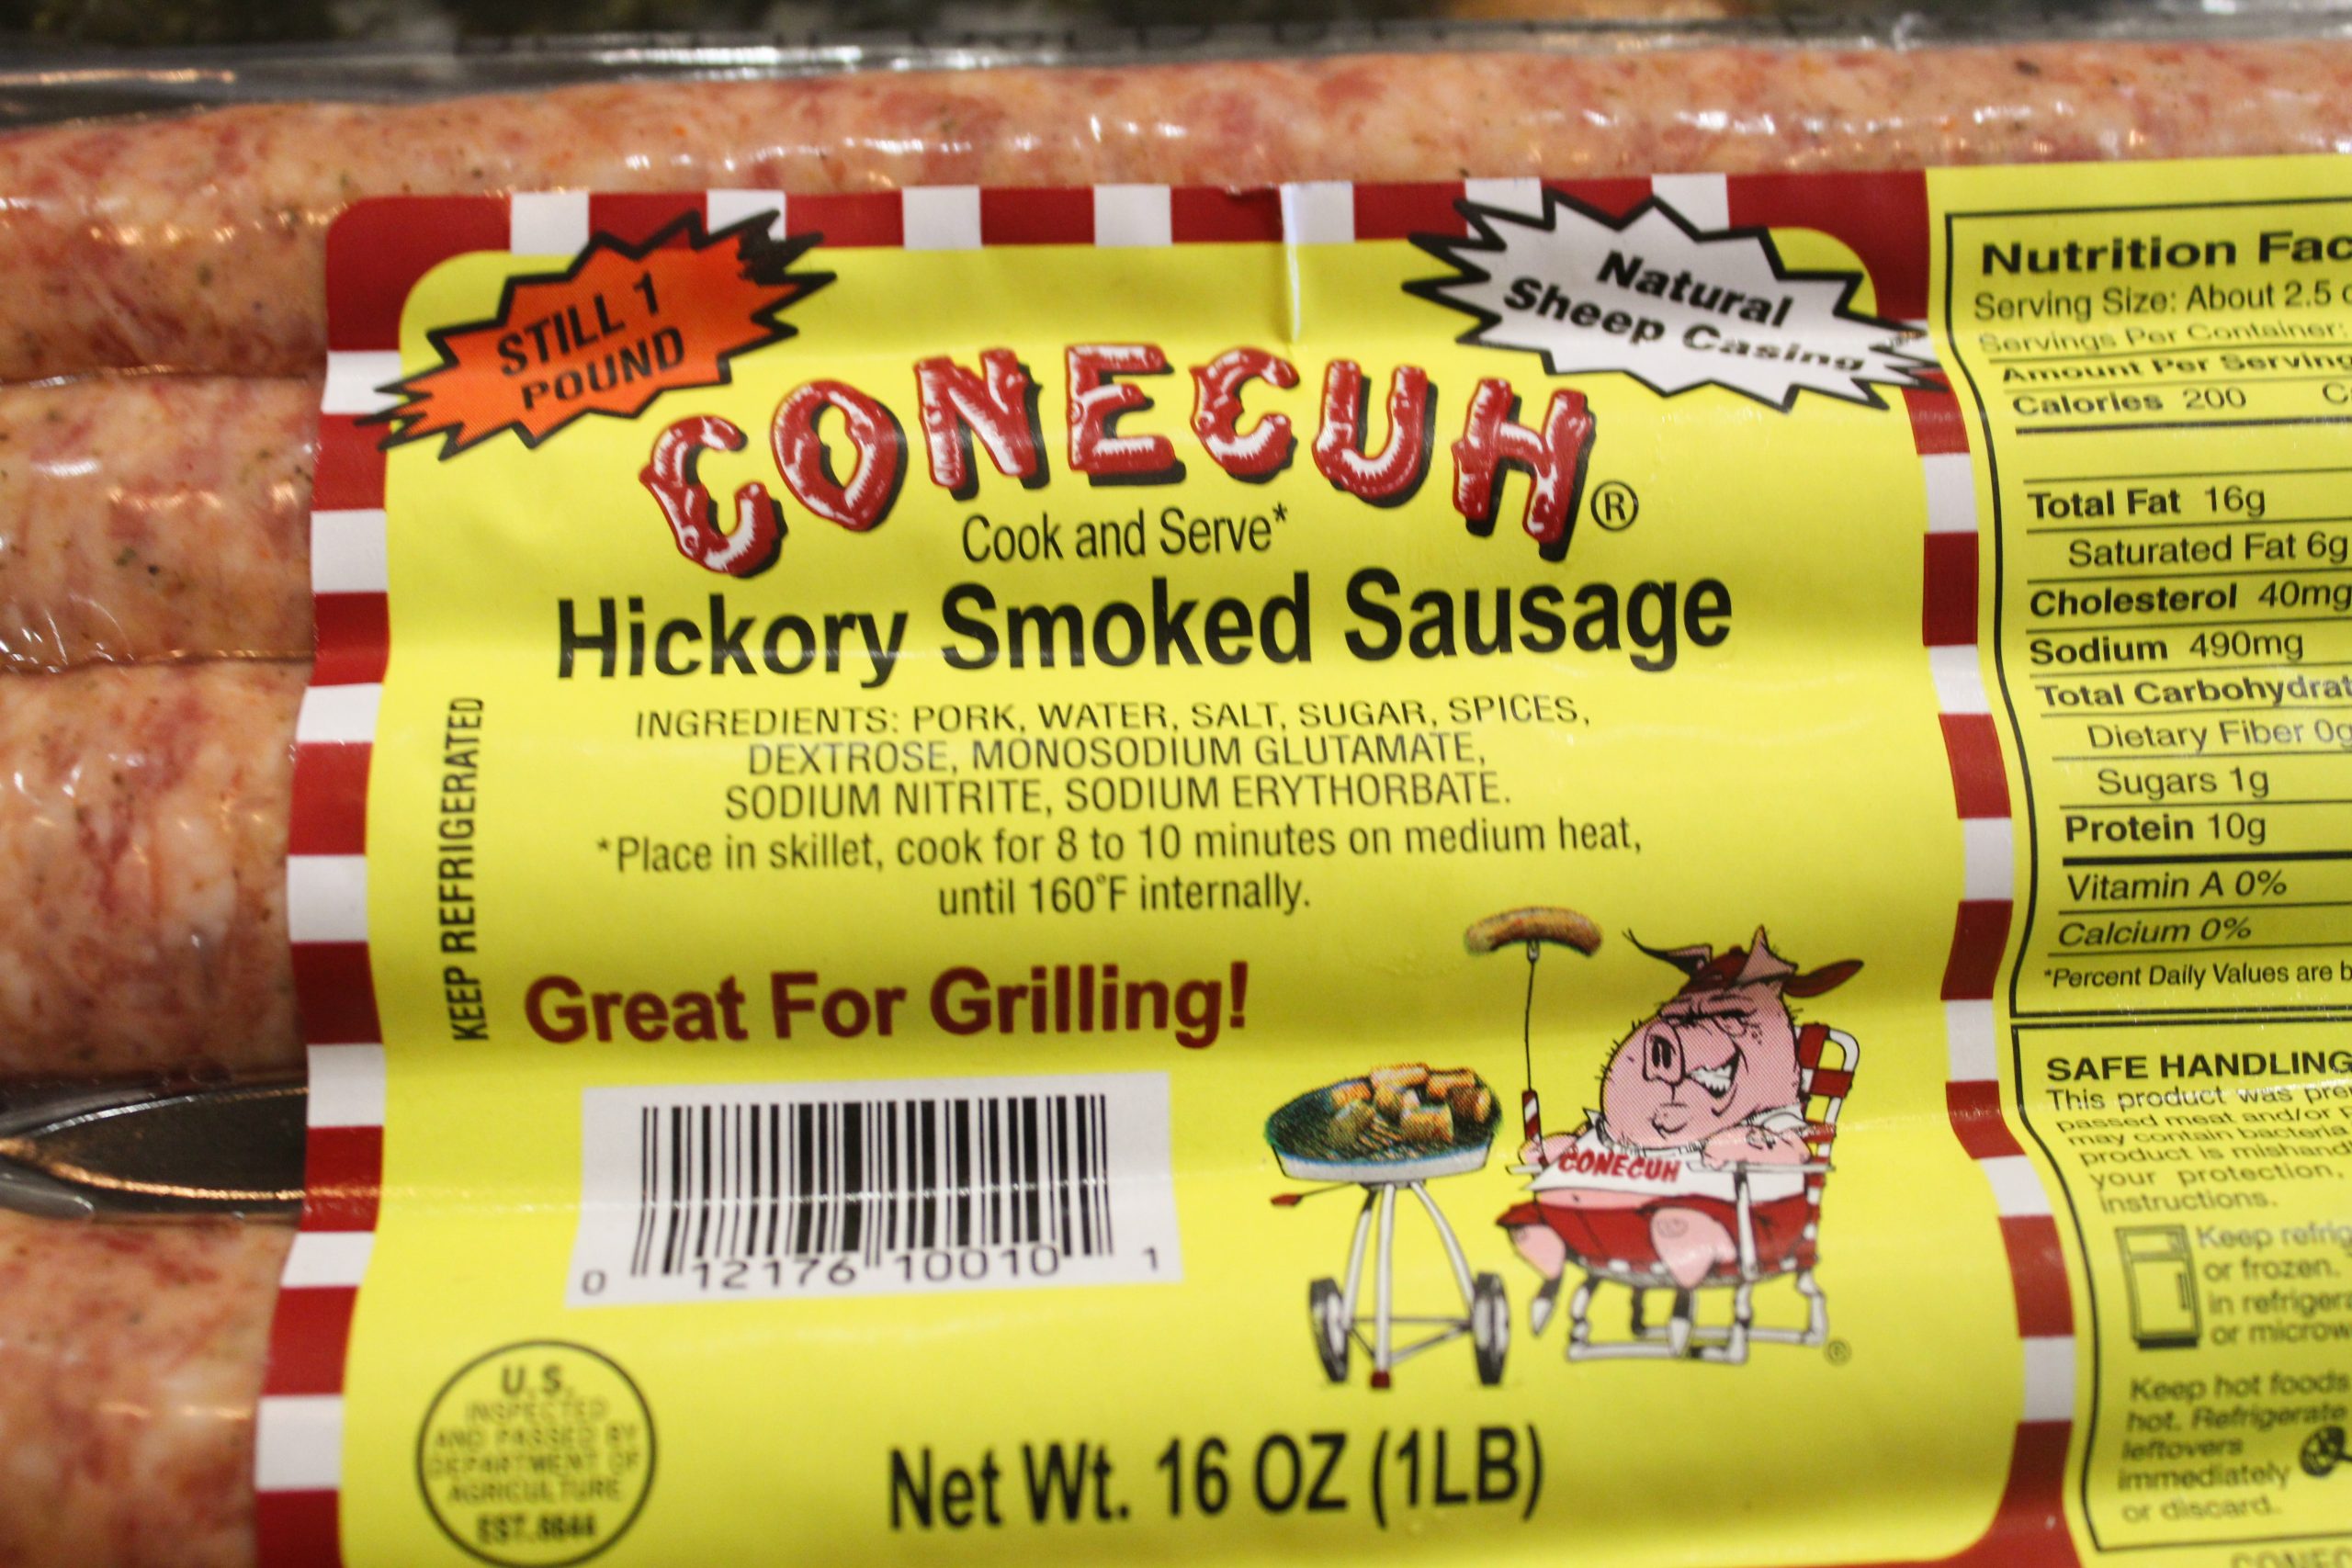 STILL 1
POUND
Natural
Sheep Casing
CONECUH®
Cook and Serve*
Hickory Smoked Sausage
INGREDIENTS: PORK, WATER, SALT, SUGAR, SPICES,
DEXTROSE, MONOSODIUM GLUTAMATE,
SODIUM NITRITE, SODIUM ERYTHORBATE.
*Place in skillet, cook for 8 to 10 minutes on medium heat,
until 160°F internally.
KEEP REFRIGERATED
Great For Grilling!
CONECUH
0 12176 10010 1
U.S.
INSPECTED
AND PASSED BY
DEPARTMENT OF
AGRICULTURE
EST. 8644
Net Wt. 16 OZ (1LB)
Nutrition Fac
Serving Size: About 2.5
Servings Per Container:
Amount Per Serving
Calories 200 C
Total Fat 16g
Saturated Fat 6g
Cholesterol 40mg
Sodium 490mg
Total Carbohydrat
Dietary Fiber 0g
Sugars 1g
Protein 10g
Vitamin A 0%
Calcium 0%
*Percent Daily Values are b
SAFE HANDLING
This product was pre
passed meat and/or
may contain bacteria
product is mishand
your protection,
instructions.
Keep refrig
or frozen.
in refriger
or microw
Keep hot foods
hot. Refrigerate
leftovers
immediately
or discard.